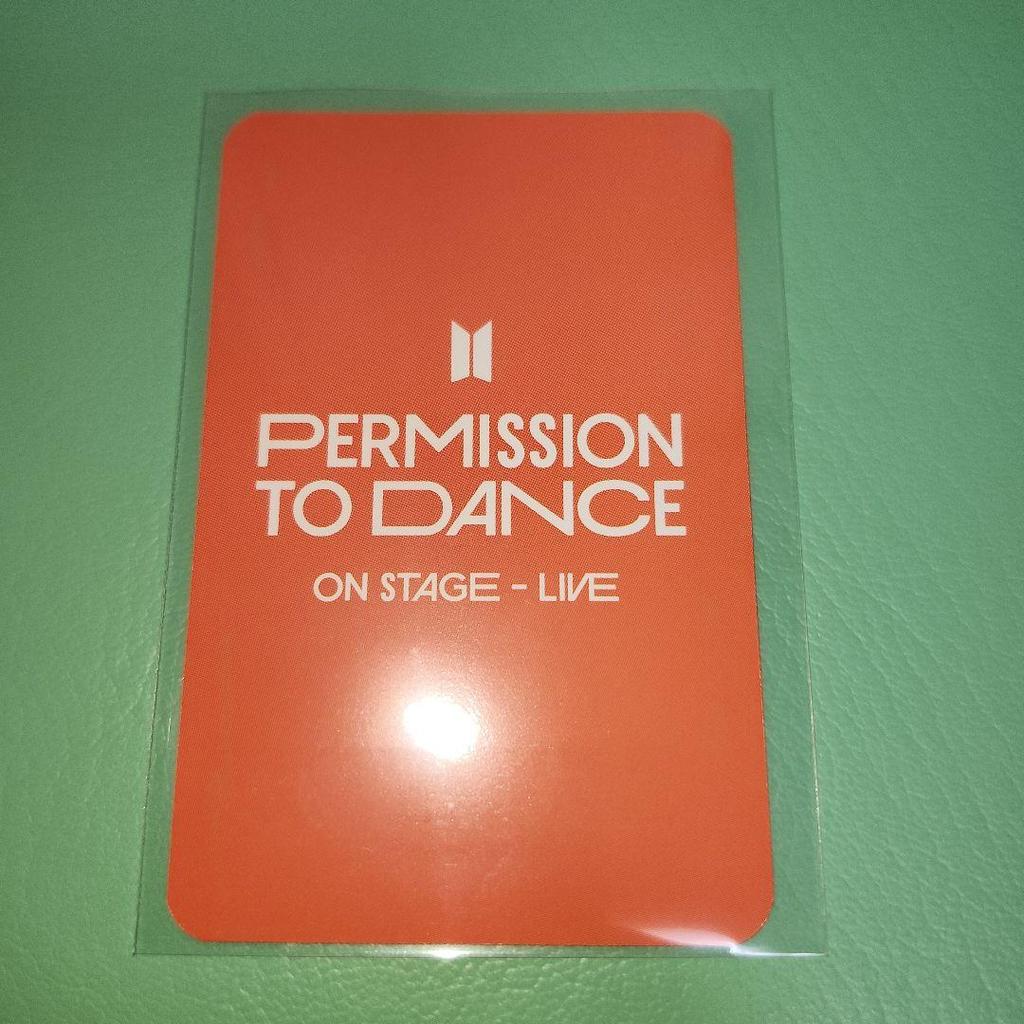 PERMISSION
TO DANCE
ON STAGE - LIVE